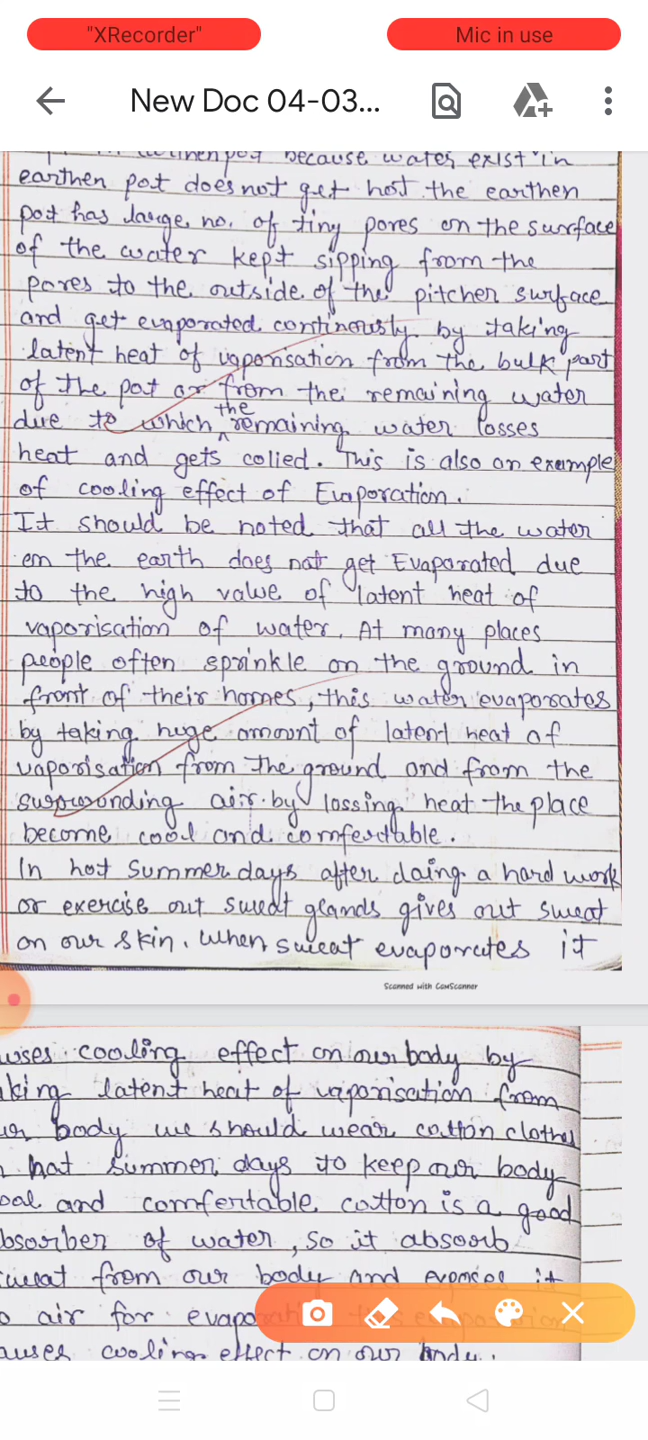 "XRecorder"
Mic in use
New Doc 04-03...
because water exist in
earthen pot does not get host the earthen
pot has large no. of tiny pores on the surface
of the water kept sipping from the
pores to the outside of the pitcher surface
and get evaporated continously by taking
latent heat of vaporisation from the bulk part
of the pot or from the remaining water
due to which the remaining water losses
heat and gets colied. This is also an example
of cooling effect of Evaporation.
It should be noted that all the water
on the earth does not get Evaporated due
to the high value of latent heat of
vaporisation of water. At many places
people often sprinkle on the ground in
front of their homes, this water evaporates
by taking huge amount of latent heat of
vaporisation from the ground and from the
surrounding air. by lossing heat the place
become cool and comfertable.
In hot summer days after doing a hard work
or exercise out sweat glands gives out sweat
on our skin. When sweat evaporates it
Scanned with CamScanner
uses cooling effect on our body by
king latent heat of vaporisation from
ur body we should wear cotton clothes
hat summer days to keep our body
oal and comfertable. cotton is a good
bsorber of water, so it absorb
sweat from our body and exposes it
o air for
auses cooling effect on our body.